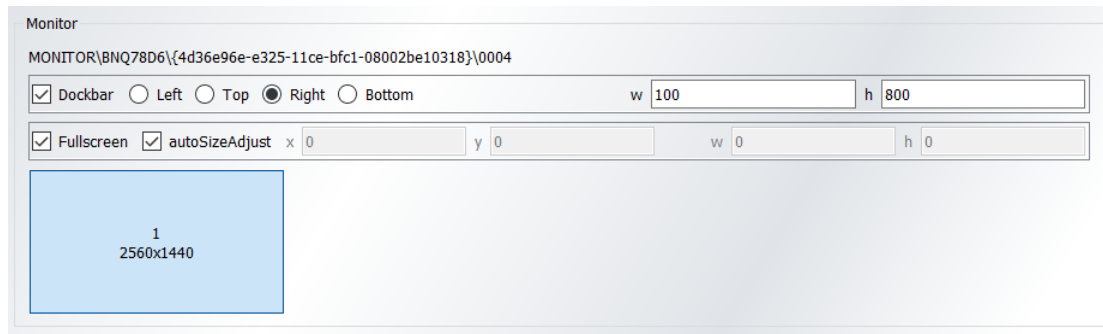 Monitor
MONITOR\BNQ78D6\{4d36e96e-e325-11ce-bfc1-08002be10318}\0004
Dockbar Left Top Right Bottom w 100 h 800
Fullscreen autoSizeAdjust x 0 y 0 w 0 h 0
1
2560x1440